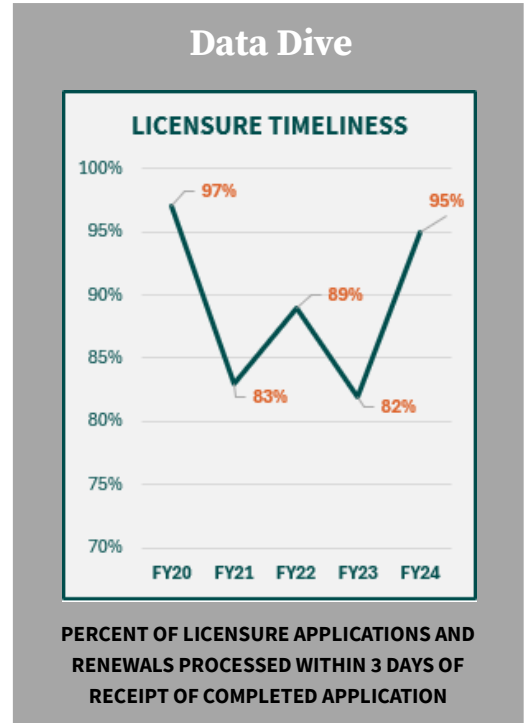 Data Dive
LICENSURE TIMELINESS
100%
97%
95%
95%
90%
89%
85%
83%
82%
80%
75%
70%
FY20 FY21 FY22 FY23 FY24
PERCENT OF LICENSURE APPLICATIONS AND
RENEWALS PROCESSED WITHIN 3 DAYS OF
RECEIPT OF COMPLETED APPLICATION